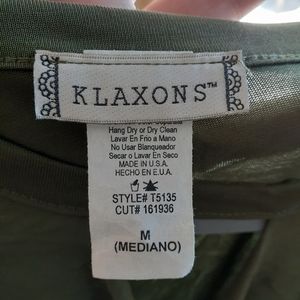 KLAXONS™
Hang Dry or Dry Clean
Lavar En Frio a Mano
No Usar Blanqueador
Secar o Lavar En Seco
MADE IN U.S.A.
HECHO EN E.U.A.
STYLE# T5135
CUT# 161936
M
(MEDIANO)